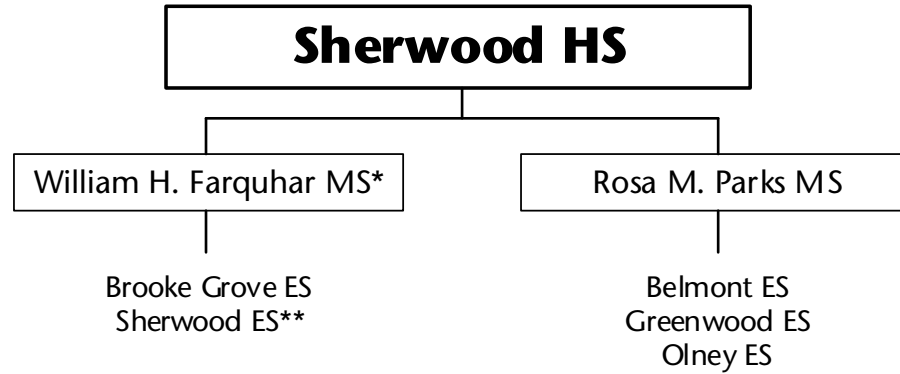 Sherwood HS
William H. Farquhar MS*
Rosa M. Parks MS
Brooke Grove ES
Sherwood ES**
Belmont ES
Greenwood ES
Olney ES